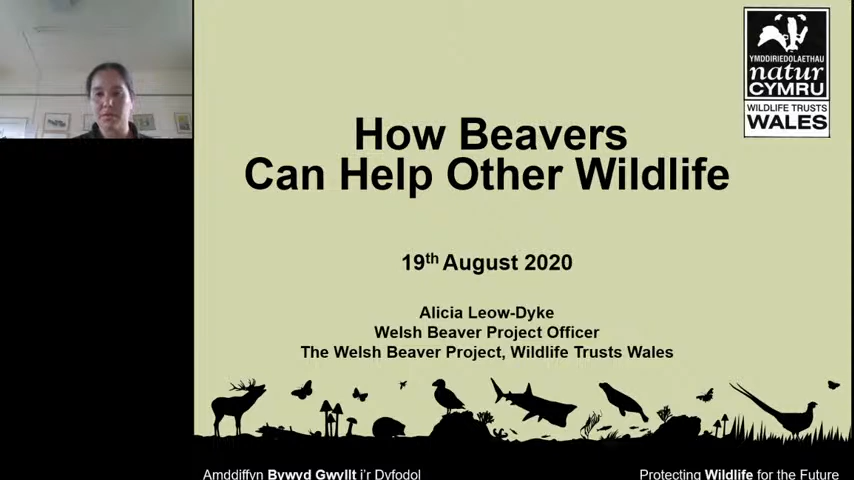 YMDDIRIEDOLAETHAU
natur
CYMRU
WILDLIFE TRUSTS
WALES
How Beavers
Can Help Other Wildlife
19th August 2020
Alicia Leow-Dyke
Welsh Beaver Project Officer
The Welsh Beaver Project, Wildlife Trusts Wales
Amddiffyn Bywyd Gwyllt i'r Dyfodol
Protecting Wildlife for the Future